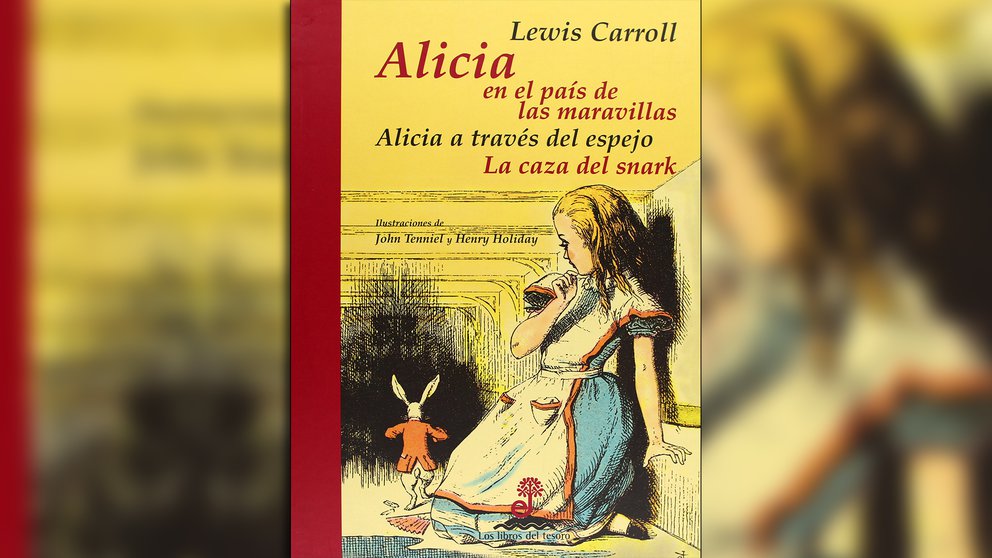 Lewis Carroll
Alicia
en el país de
las maravillas
Alicia a través del espejo
La caza del snark
Ilustraciones de
John Tenniel y Henry Holiday
Los libros del tesoro